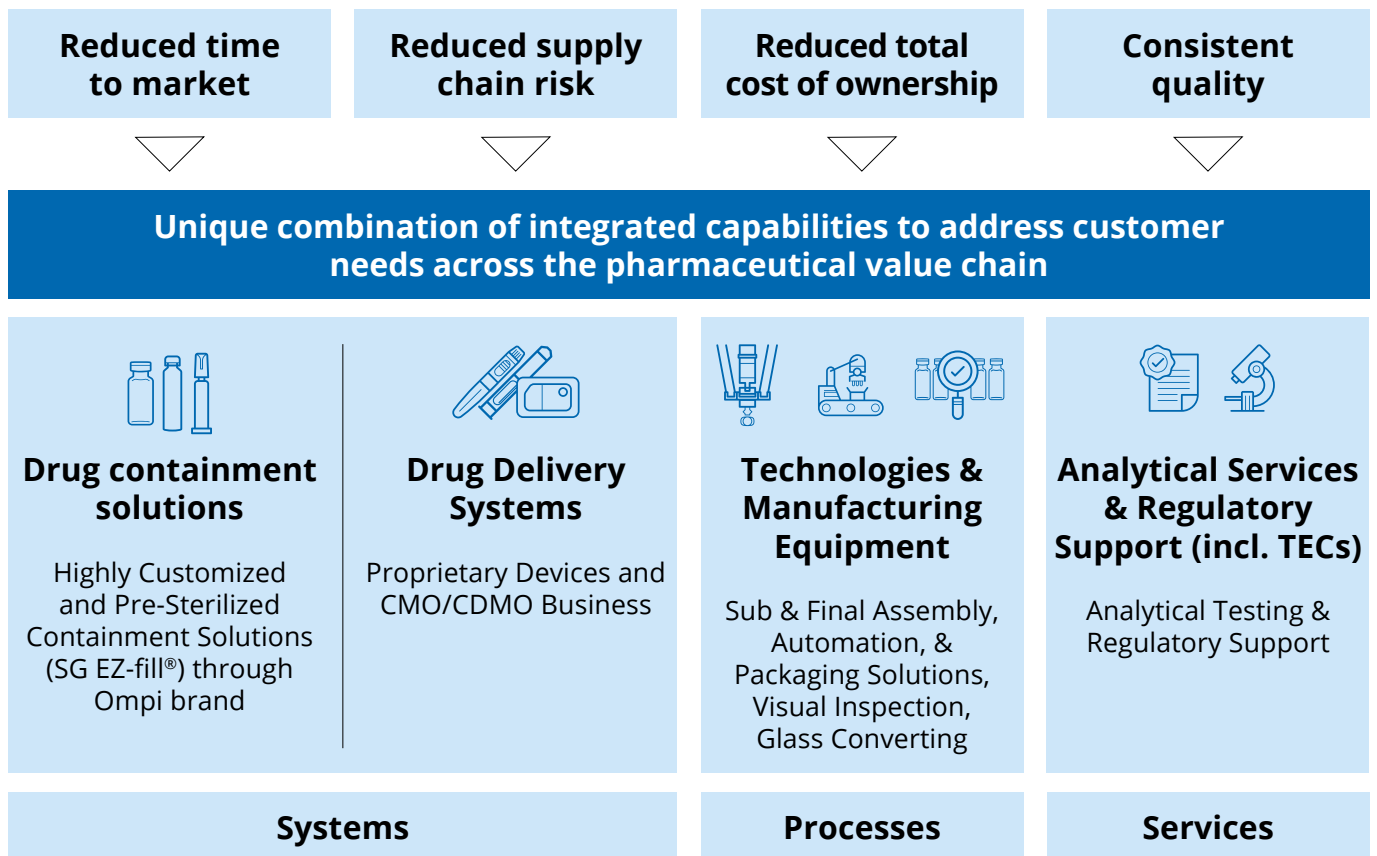 Reduced time
to market
Reduced supply
chain risk
Reduced total
cost of ownership
Consistent
quality
Unique combination of integrated capabilities to address customer
needs across the pharmaceutical value chain
Drug containment
solutions
Highly Customized
and Pre-Sterilized
Containment Solutions
(SG EZ-fill®) through
Ompi brand
Drug Delivery
Systems
Proprietary Devices and
CMO/CDMO Business
Technologies &
Manufacturing
Equipment
Sub & Final Assembly,
Automation, &
Packaging Solutions,
Visual Inspection,
Glass Converting
Analytical Services
& Regulatory
Support (incl. TECs)
Analytical Testing &
Regulatory Support
Systems
Processes
Services